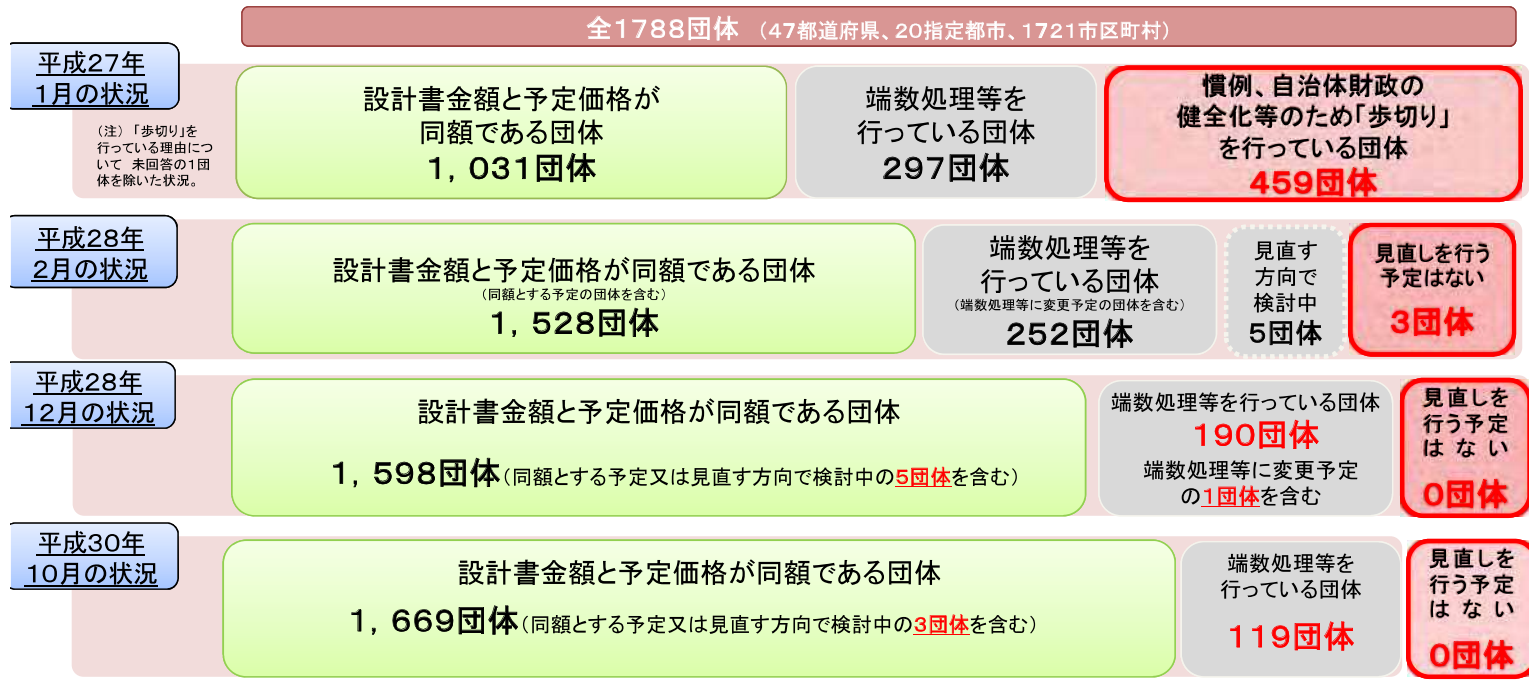 全1788団体 （47都道府県、20指定都市、1721市区町村）
平成27年
1月の状況
（注）「歩切り」を
行っている理由につ
いて 未回答の1団
体を除いた状況。
設計書金額と予定価格が
同額である団体
1，031団体
端数処理等を
行っている団体
297団体
慣例、自治体財政の
健全化等のため「歩切り」
を行っている団体
459団体
平成28年
2月の状況
設計書金額と予定価格が同額である団体
（同額とする予定の団体を含む）
1，528団体
端数処理等を
行っている団体
（端数処理等に変更予定の団体を含む）
252団体
見直す
方向で
検討中
5団体
見直しを行う
予定はない
3団体
平成28年
12月の状況
設計書金額と予定価格が同額である団体
1，598団体（同額とする予定又は見直す方向で検討中の5団体を含む）
端数処理等を行っている団体
190団体
端数処理等に変更予定
の1団体を含む
見直しを
行う予定
は な い
0団体
平成30年
10月の状況
設計書金額と予定価格が同額である団体
1，669団体（同額とする予定又は見直す方向で検討中の3団体を含む）
端数処理等を
行っている団体
119団体
見直しを
行う予定
は な い
0団体